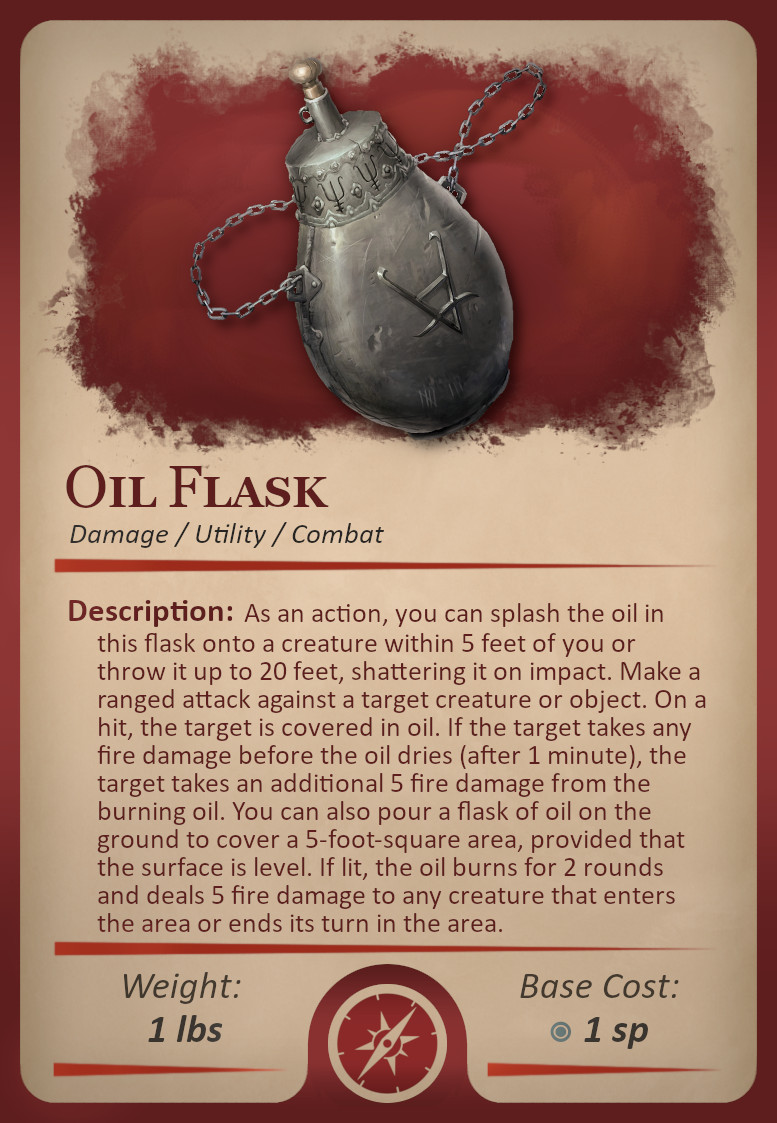 Oil Flask
Damage / Utility / Combat
Description: As an action, you can splash the oil in
this flask onto a creature within 5 feet of you or
throw it up to 20 feet, shattering it on impact. Make a
ranged attack against a target creature or object. On a
hit, the target is covered in oil. If the target takes any
fire damage before the oil dries (after 1 minute), the
target takes an additional 5 fire damage from the
burning oil. You can also pour a flask of oil on the
ground to cover a 5-foot-square area, provided that
the surface is level. If lit, the oil burns for 2 rounds
and deals 5 fire damage to any creature that enters
the area or ends its turn in the area.
Weight:
1 lbs
Base Cost:
1 sp